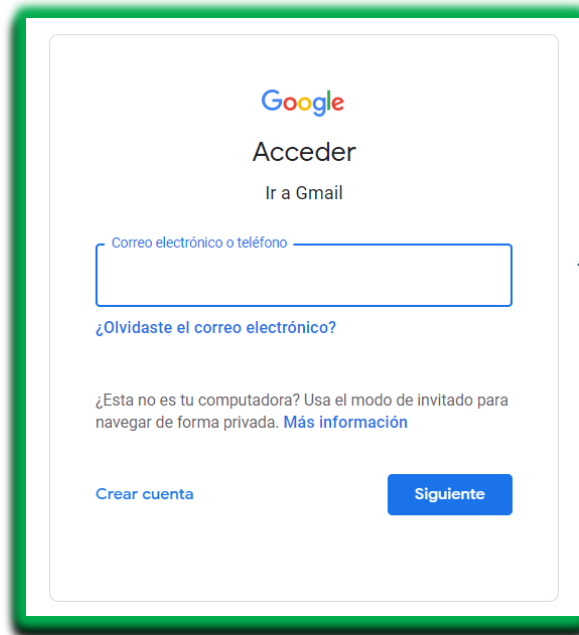 Google
Acceder
Ir a Gmail
Correo electrónico o teléfono
¿Olvidaste el correo electrónico?
¿Esta no es tu computadora? Usa el modo de invitado para
navegar de forma privada. Más información
Crear cuenta
Siguiente